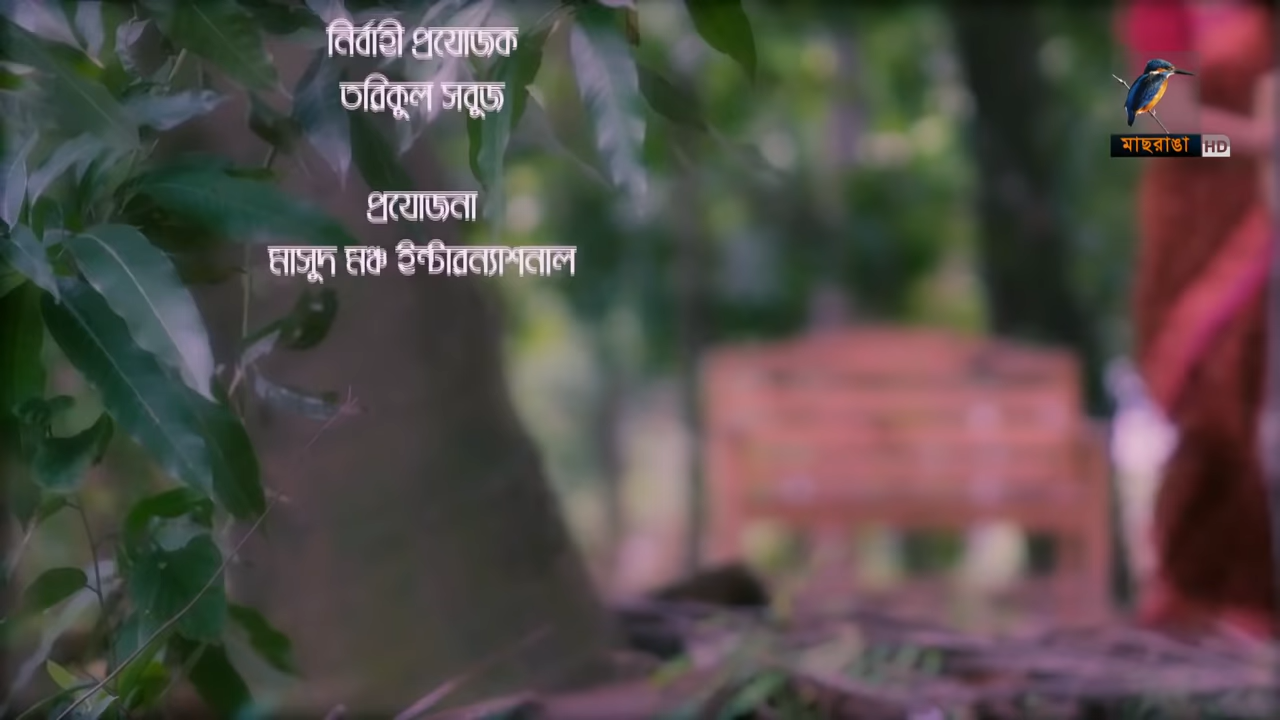 নির্বাহী প্রযোজক
তরিকুল সবুজ
প্রযোজনা
মাসুদ মঞ্চ ইন্টারন্যাশনাল
মাছরাঙা HD